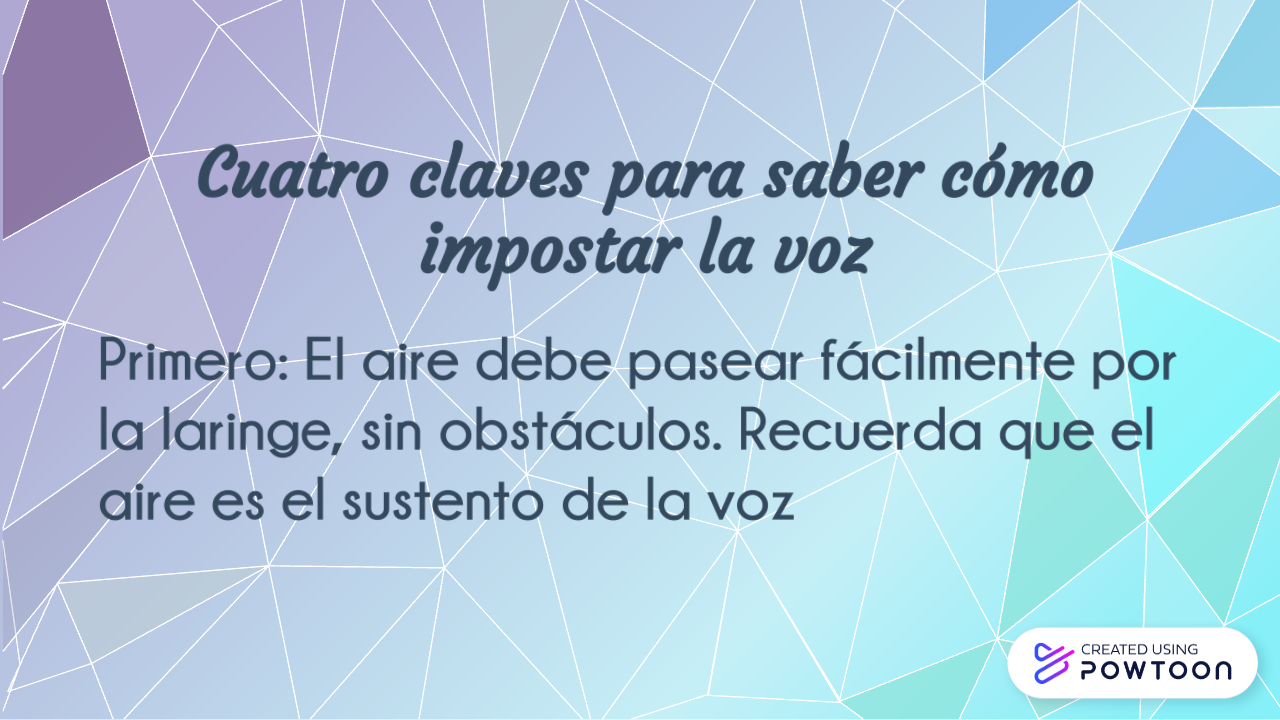 Cuatro claves para saber cómo
impostar la voz
Primero: El aire debe pasear fácilmente por
la laringe, sin obstáculos. Recuerda que el
aire es el sustento de la voz
CREATED USING
POWTOON